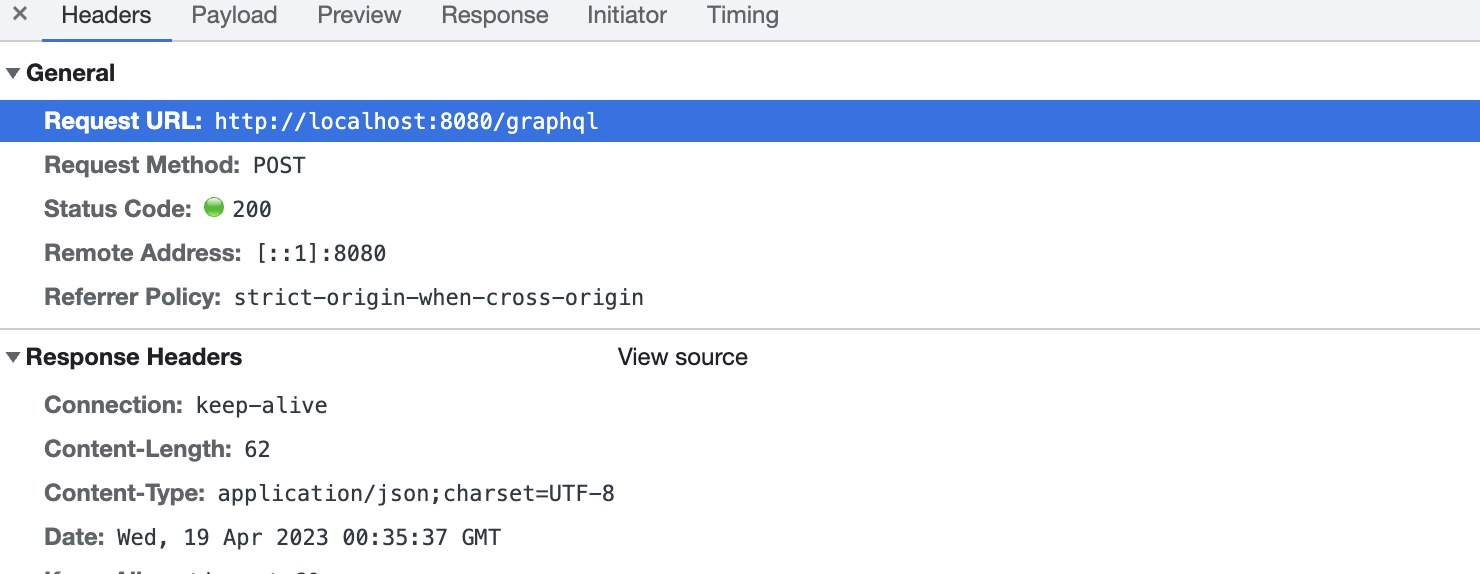 × Headers Payload Preview Response Initiator Timing
General
Request URL: http://localhost:8080/graphql
Request Method: POST
Status Code: 200
Remote Address: [::1]:8080
Referrer Policy: strict-origin-when-cross-origin
Response Headers View source
Connection: keep-alive
Content-Length: 62
Content-Type: application/json;charset=UTF-8
Date: Wed, 19 Apr 2023 00:35:37 GMT